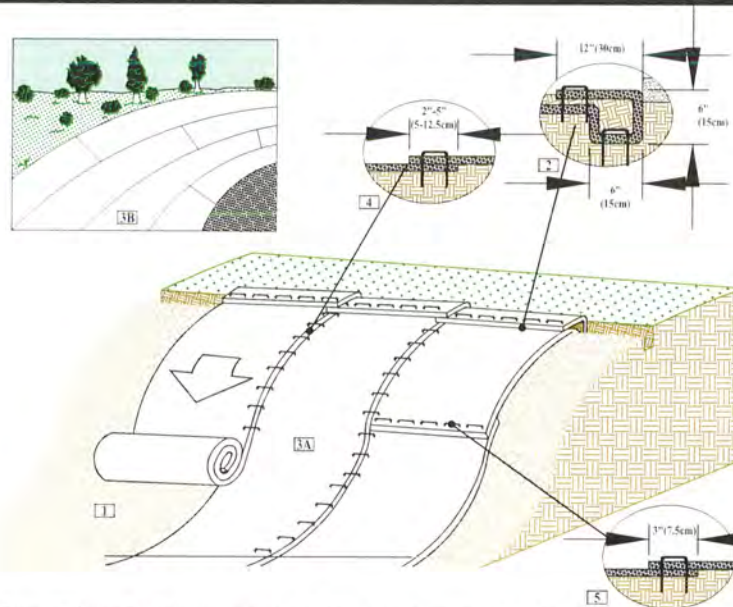 12"(30cm)
2"-5"
(5-12.5cm)
6"
(15cm)
2
4
6"
(15cm)
3B
3A
1
3"(7.5cm)
5